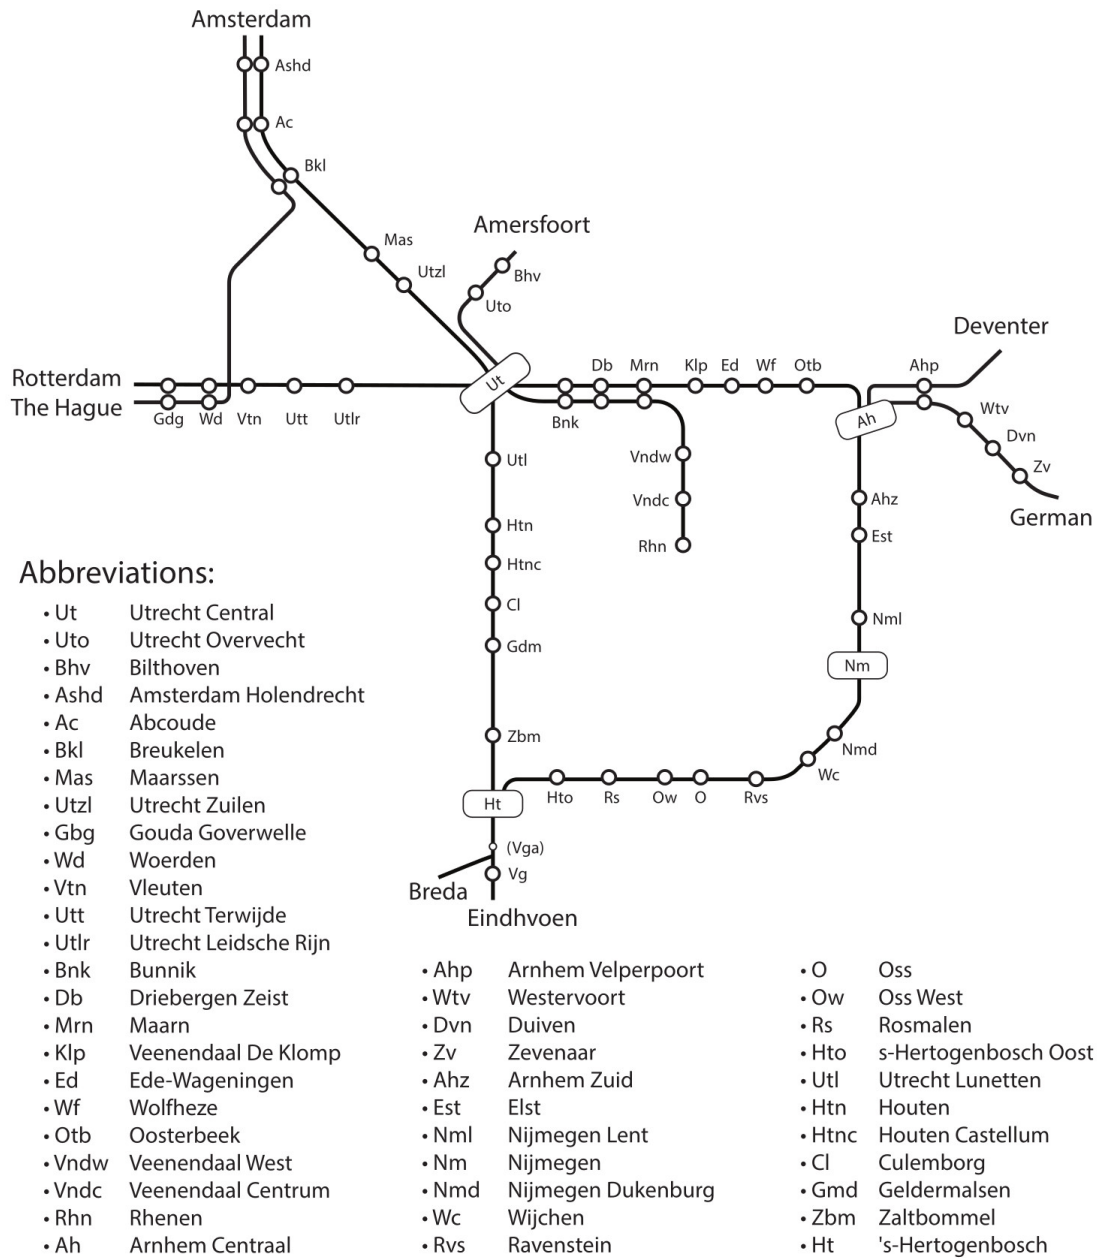 Amsterdam
Ashd
Ac
Bkl
Mas
Utzl
Amersfoort
Bhv
Uto
Deventer
Rotterdam
The Hague
Gdg
Wd
Vtn
Utt
Utlr
Ut
Db
Mrn
Klp
Ed
Wf
Otb
Ahp
Bnk
Ah
Wtv
Dvn
Zv
German
Vndw
Vndc
Rhn
Utl
Htn
Htnc
Cl
Gdm
Zbm
Ahz
Est
Nml
Nm
Nmd
Wc
Ht
Hto
Rs
Ow
O
Rvs
(Vga)
Vg
Breda
Eindhvoen
Abbreviations:
• Ut Utrecht Central
• Uto Utrecht Overvecht
• Bhv Bilthoven
• Ashd Amsterdam Holendrecht
• Ac Abcoude
• Bkl Breukelen
• Mas Maarssen
• Utzl Utrecht Zuilen
• Gbg Gouda Goverwelle
• Wd Woerden
• Vtn Vleuten
• Utt Utrecht Terwijde
• Utlr Utrecht Leidsche Rijn
• Bnk Bunnik
• Db Driebergen Zeist
• Mrn Maarn
• Klp Veenendaal De Klomp
• Ed Ede-Wageningen
• Wf Wolfheze
• Otb Oosterbeek
• Vndw Veenendaal West
• Vndc Veenendaal Centrum
• Rhn Rhenen
• Ah Arnhem Centraal
• Ahp Arnhem Velperpoort
• Wtv Westervoort
• Dvn Duiven
• Zv Zevenaar
• Ahz Arnhem Zuid
• Est Elst
• Nml Nijmegen Lent
• Nm Nijmegen
• Nmd Nijmegen Dukenburg
• Wc Wijchen
• Rvs Ravenstein
• O Oss
• Ow Oss West
• Rs Rosmalen
• Hto s-Hertogenbosch Oost
• Utl Utrecht Lunetten
• Htn Houten
• Htnc Houten Castellum
• Cl Culemborg
• Gmd Geldermalsen
• Zbm Zaltbommel
• Ht 's-Hertogenbosch